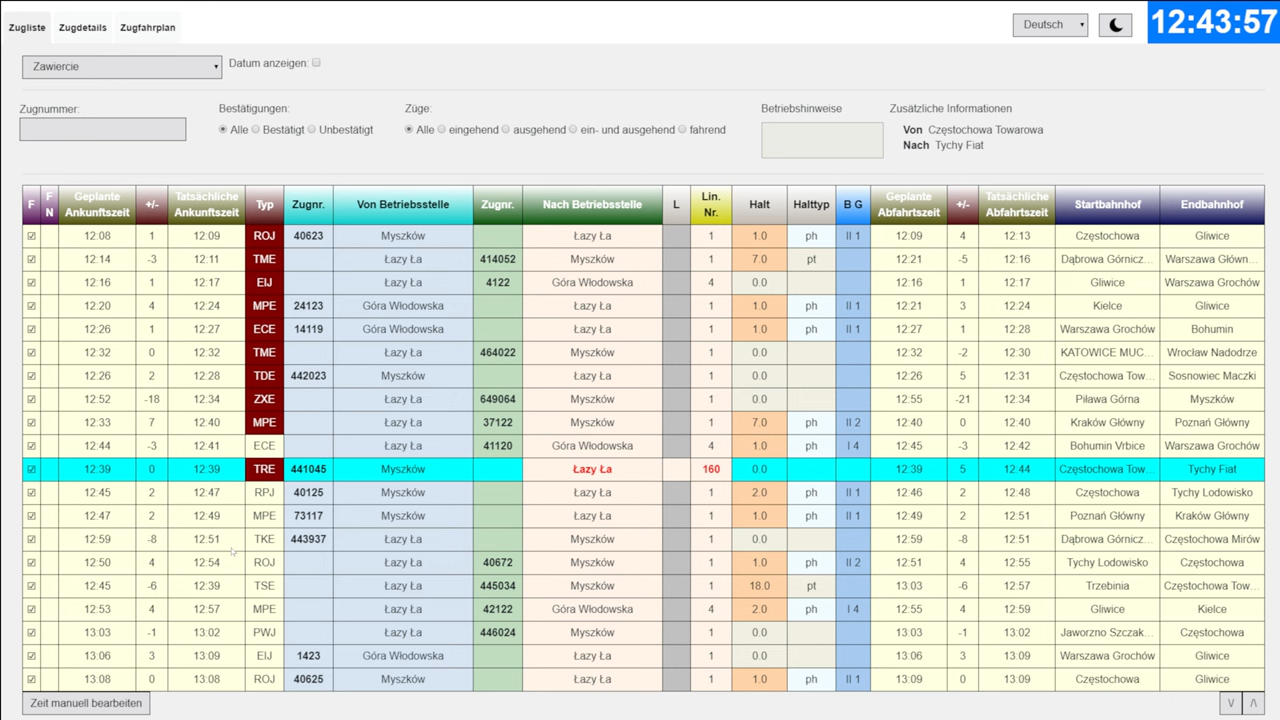 Zugliste Zugdetails Zugfahrplan Deutsch 12:43:57
Zawiercie Datum anzeigen:
Zugnummer: Bestätigungen: Züge: Betriebshinweise Zusätzliche Informationen
Alle Bestätigt Unbestätigt Alle eingehend ausgehend ein- und ausgehend fahrend Von Częstochowa Towarowa
Nach Tychy Fiat
F F N Geplante Ankunftszeit +/- Tatsächliche Ankunftszeit Typ Zugnr. Von Betriebsstelle Zugnr. Nach Betriebsstelle L Lin. Nr. Halt Halttyp B G Geplante Abfahrtszeit +/- Tatsächliche Abfahrtszeit Startbahnhof Endbahnhof
12:08 1 12:09 ROJ 40623 Myszków Łazy Ła 1 1.0 ph II 1 12:09 4 12:13 Częstochowa Gliwice
12:14 -3 12:11 TME Łazy Ła 414052 Myszków 1 7.0 pt 12:21 -5 12:16 Dąbrowa Górnicz... Warszawa Główn...
12:16 1 12:17 EIJ Łazy Ła 4122 Góra Włodowska 4 0.0 12:16 1 12:17 Gliwice Warszawa Grochów
12:20 4 12:24 MPE 24123 Góra Włodowska Łazy Ła 1 1.0 ph II 1 12:21 3 12:24 Kielce Gliwice
12:26 1 12:27 ECE 14119 Góra Włodowska Łazy Ła 1 1.0 ph II 1 12:27 1 12:28 Warszawa Grochów Bohumin
12:32 0 12:32 TME Łazy Ła 464022 Myszków 1 0.0 12:32 -2 12:30 KATOWICE MUC... Wrocław Nadodrze
12:26 2 12:28 TDE 442023 Myszków Łazy Ła 1 0.0 12:26 5 12:31 Częstochowa Tow... Sosnowiec Maczki
12:52 -18 12:34 ZXE Łazy Ła 649064 Myszków 1 0.0 12:55 -21 12:34 Piława Górna Myszków
12:33 7 12:40 MPE Łazy Ła 37122 Myszków 1 7.0 ph II 2 12:40 0 12:40 Kraków Główny Poznań Główny
12:44 -3 12:41 ECE Łazy Ła 41120 Góra Włodowska 4 1.0 ph I 4 12:45 -3 12:42 Bohumin Vrbice Warszawa Grochów
12:39 0 12:39 TRE 441045 Myszków Łazy Ła 160 0.0 12:39 5 12:44 Częstochowa Tow... Tychy Fiat
12:45 2 12:47 RPJ 40125 Myszków Łazy Ła 1 2.0 ph II 1 12:46 2 12:48 Częstochowa Tychy Lodowisko
12:47 2 12:49 MPE 73117 Myszków Łazy Ła 1 1.0 ph II 1 12:49 2 12:51 Poznań Główny Kraków Główny
12:59 -8 12:51 TKE 443937 Łazy Ła Myszków 1 0.0 12:59 -8 12:51 Dąbrowa Górnicz... Częstochowa Mirów
12:50 4 12:54 ROJ Łazy Ła 40672 Myszków 1 1.0 ph II 2 12:51 4 12:55 Tychy Lodowisko Częstochowa
12:45 -6 12:39 TSE Łazy Ła 445034 Myszków 1 18.0 pt 13:03 -6 12:57 Trzebinia Częstochowa Tow...
12:53 4 12:57 MPE Łazy Ła 42122 Góra Włodowska 4 2.0 ph I 4 12:55 4 12:59 Gliwice Kielce
13:03 -1 13:02 PWJ Łazy Ła 446024 Myszków 1 0.0 13:03 -1 13:02 Jaworzno Szczak... Częstochowa
13:06 3 13:09 EIJ 1423 Góra Włodowska Łazy Ła 1 0.0 13:06 3 13:09 Warszawa Grochów Gliwice
13:08 0 13:08 ROJ 40625 Myszków Łazy Ła 1 1.0 ph II 1 13:09 0 13:09 Częstochowa Gliwice
Zeit manuell bearbeiten